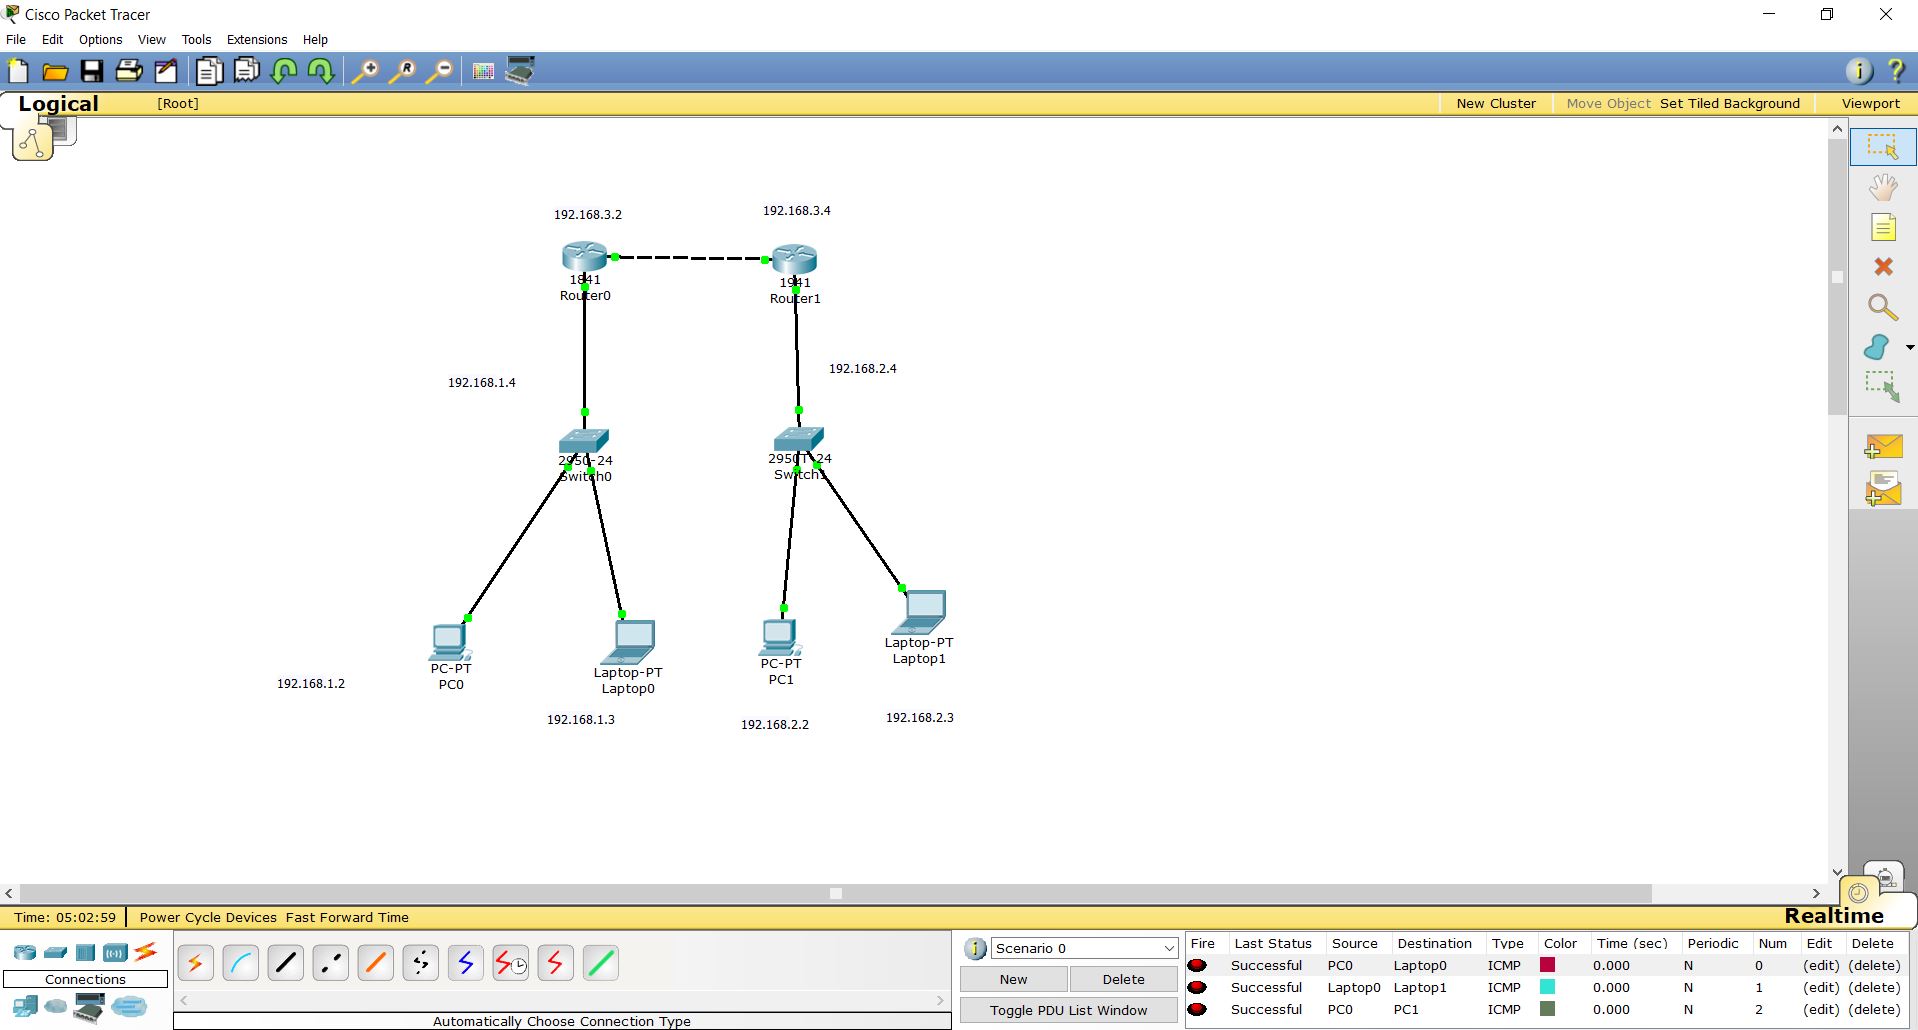 Cisco Packet Tracer
File Edit Options View Tools Extensions Help
Logical [Root] New Cluster Move Object Set Tiled Background Viewport
192.168.3.2 192.168.3.4
1841
Router0
1941
Router1
192.168.1.4 192.168.2.4
2950-24
Switch0
2950T-24
Switch1
PC-PT
PC0
Laptop-PT
Laptop0
PC-PT
PC1
Laptop-PT
Laptop1
192.168.1.2
192.168.1.3
192.168.2.2
192.168.2.3
Time: 05:02:59 Power Cycle Devices Fast Forward Time Realtime
Connections
Automatically Choose Connection Type
Scenario 0
New Delete
Toggle PDU List Window
Fire Last Status Source Destination Type Color Time (sec) Periodic Num Edit Delete
Successful PC0 Laptop0 ICMP 0.000 N 0 (edit) (delete)
Successful Laptop0 Laptop1 ICMP 0.000 N 1 (edit) (delete)
Successful PC0 PC1 ICMP 0.000 N 2 (edit) (delete)